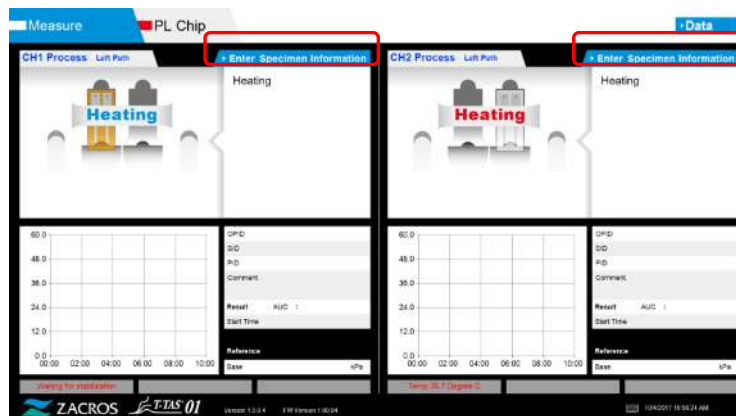 Measure
PL Chip
Data
CH1 Process Left Path
Enter Specimen Information
Heating
Heating
60.0
48.0
36.0
24.0
12.0
0.0
00:00 02:00 04:00 06:00 08:00 10:00
OPID
SID
PID
Comment
Result AUC :
Start Time
Reference
Base kPa
Waiting for stabilization
CH2 Process Left Path
Enter Specimen Information
Heating
Heating
60.0
48.0
36.0
24.0
12.0
0.0
00:00 02:00 04:00 06:00 08:00 10:00
OPID
SID
PID
Comment
Result AUC :
Start Time
Reference
Base kPa
ZACROS T-TAS 01